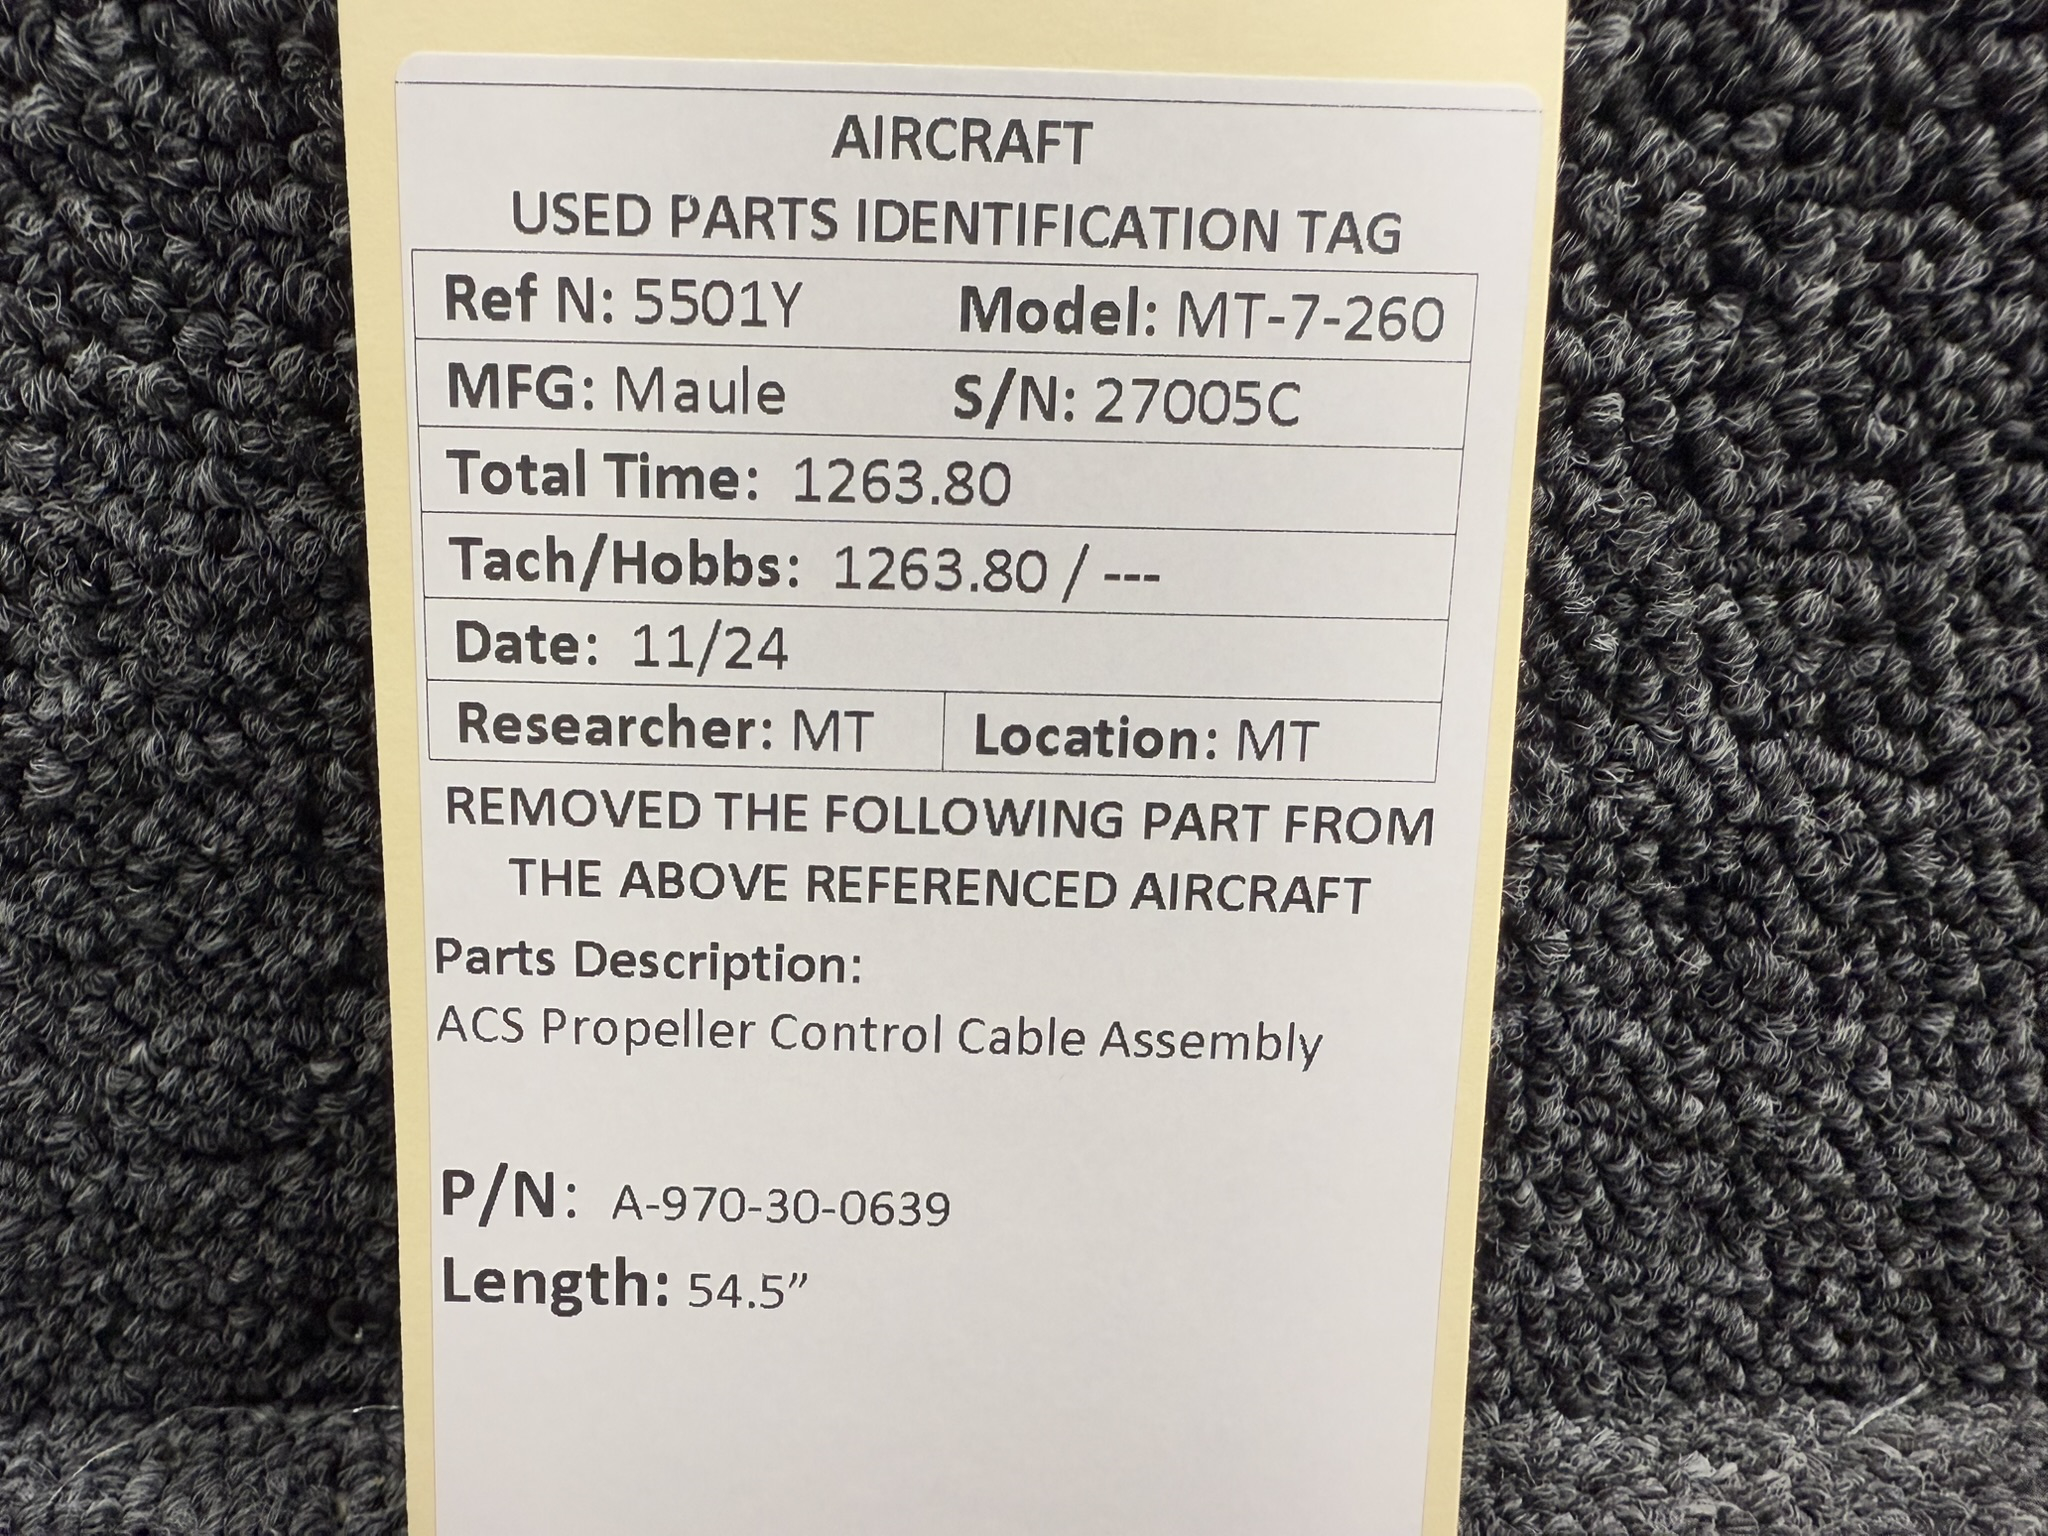 AIRCRAFT
USED PARTS IDENTIFICATION TAG
Ref N: 5501Y Model: MT-7-260
MFG: Maule S/N: 27005C
Total Time: 1263.80
Tach/Hobbs: 1263.80 / ---
Date: 11/24
Researcher: MT Location: MT
REMOVED THE FOLLOWING PART FROM
THE ABOVE REFERENCED AIRCRAFT
Parts Description:
ACS Propeller Control Cable Assembly
P/N: A-970-30-0639
Length: 54.5”